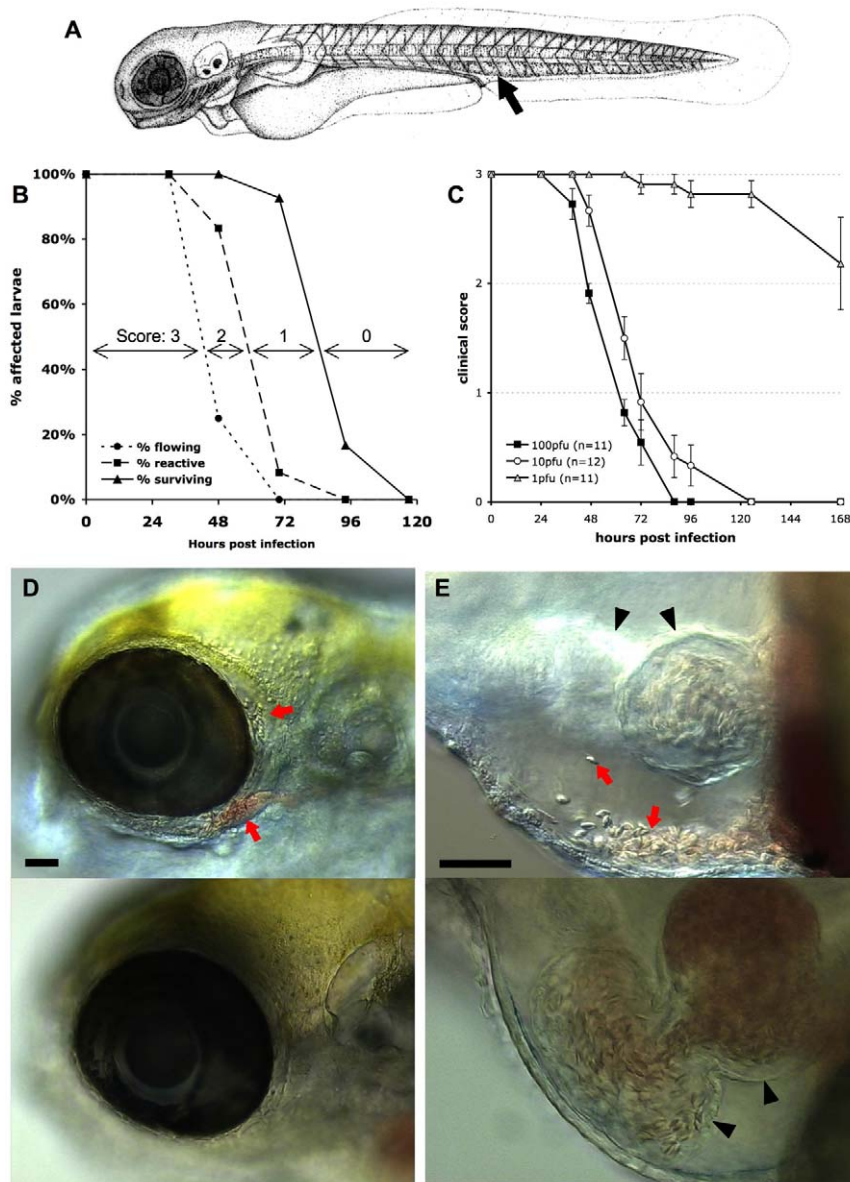 A
B
100%
80%
60%
40%
20%
0%
% affected larvae
Score: 3
2
1
0
% flowing
% reactive
% surviving
0
24
48
72
96
120
Hours post infection
C
3
2
1
0
clinical score
100pfu (n=11)
10pfu (n=12)
1pfu (n=11)
0
24
48
72
96
120
144
168
hours post infection
D
E